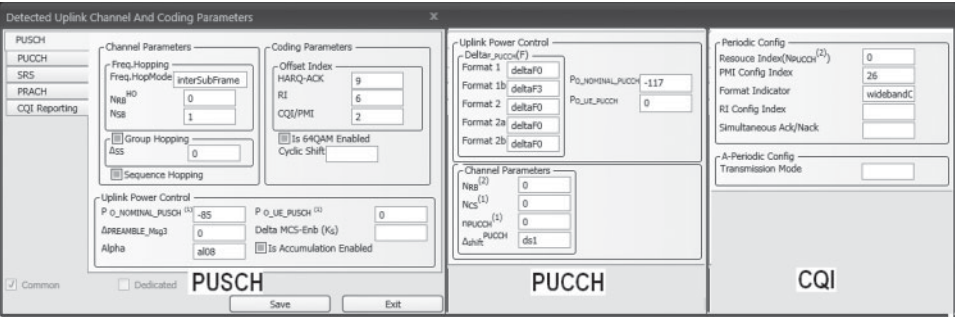 Detected Uplink Channel And Coding Parameters
x
PUSCH
PUCCH
SRS
PRACH
CQI Reporting
Channel Parameters
Freq.Hopping
Freq.HopMode interSubFrame
NRB^HO 0
NSB 1
Group Hopping
Δss 0
Sequence Hopping
Coding Parameters
Offset Index
HARQ-ACK 9
RI 6
CQI/PMI 2
Is 64QAM Enabled
Cyclic Shift
Uplink Power Control
P O_NOMINAL_PUSCH (1) -85
P O_UE_PUSCH (1) 0
ΔPREAMBLE_Msg3 0
Delta MCS-Enb (Ks)
Alpha al08
Is Accumulation Enabled
Common
Dedicated
PUSCH
Save
Exit
Uplink Power Control
Deltar_PUCCH(F)
Format 1 deltaF0
Format 1b deltaF3
Format 2 deltaF0
Format 2a deltaF0
Format 2b deltaF0
PO_NOMINAL_PUCCH -117
PO_UE_PUCCH 0
Channel Parameters
NRB(2) 0
NCS(1) 0
nPUCCH(1) 0
Δshift PUCCH ds1
PUCCH
Periodic Config
Resouce Index(NPUCCH(2)) 0
PMI Config Index 26
Format Indicator widebandC
RI Config Index
Simultaneous Ack/Nack
A-Periodic Config
Transmission Mode
CQI